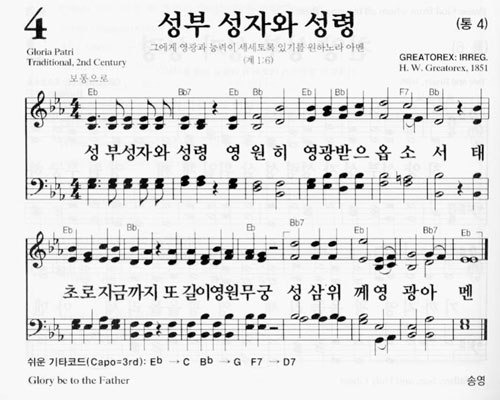 4
성부 성자와 성령
(통 4)
그에게 영광과 능력이 세세토록 있기를 원하노라 아멘
(계 1:6)
Gloria Patri
Traditional, 2nd Century
GREATOREX: IRREG.
H. W. Greatorex, 1851
보통으로
Eb Bb7 Eb Bb F7 Bb
성 부성자와 성령 영 원히 영광받으 옵 소 서 태
Bb7 Eb Bb7 Eb Bb7 Eb
초로 지금까지 또 길이영원무궁 성삼위 께영 광아 멘
쉬운 기타코드(Capo=3rd): Eb → C Bb → G F7 → D7
Glory be to the Father
송영